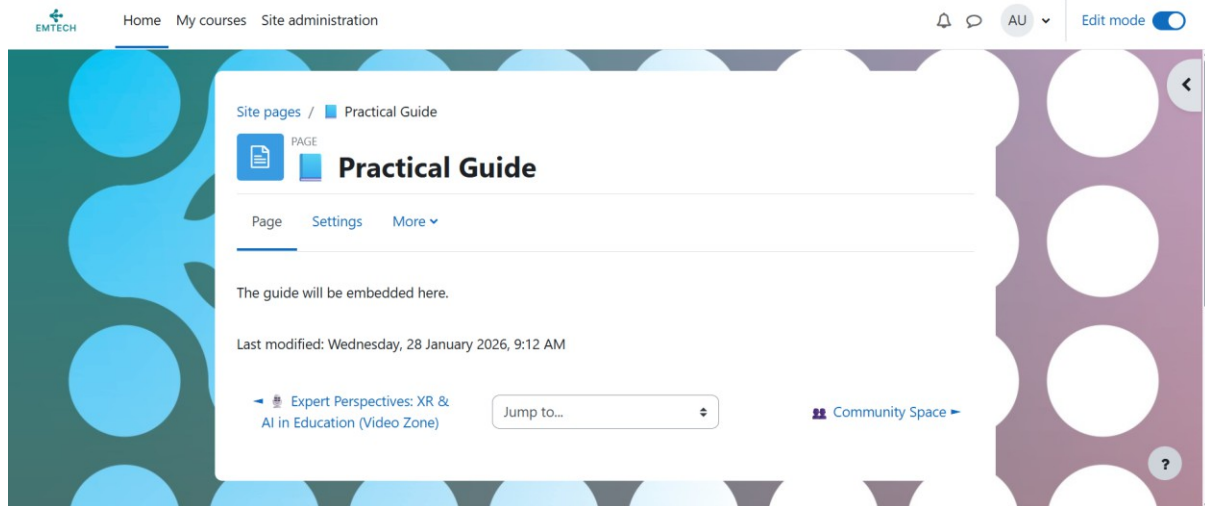 EMTECH
Home My courses Site administration
AU
Edit mode
Site pages / Practical Guide
PAGE
Practical Guide
Page Settings More
The guide will be embedded here.
Last modified: Wednesday, 28 January 2026, 9:12 AM
◄ Expert Perspectives: XR &
AI in Education (Video Zone)
Jump to...
Community Space ►
?